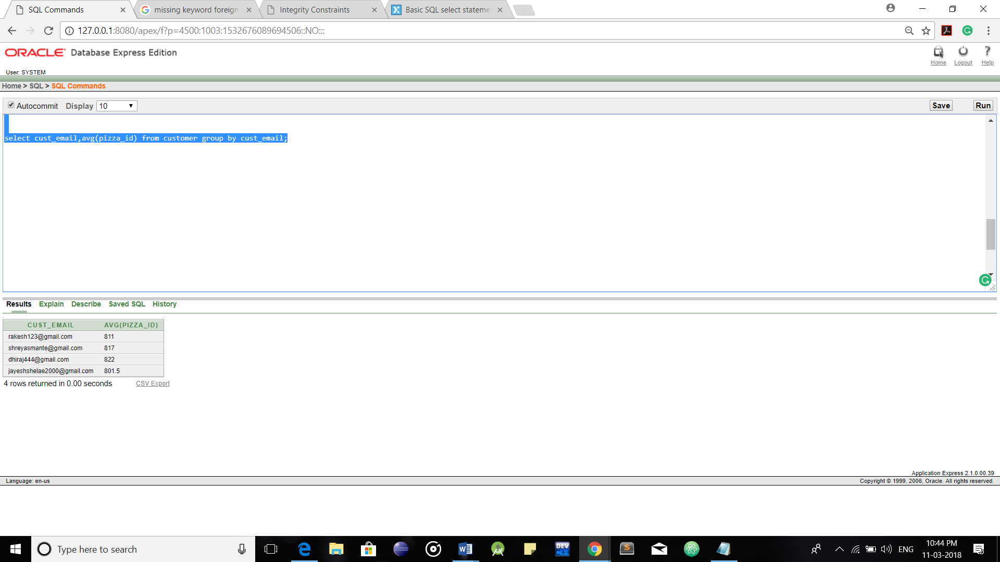 SQL Commands
missing keyword foreign
Integrity Constraints
Basic SQL select stateme
127.0.0.1:8080/apex/f?p=4500:1003:1532676089694506::NO:::
ORACLE Database Express Edition
Home
Logout
Help
User: SYSTEM
Home > SQL > SQL Commands
Autocommit
Display
10
Save
Run
select cust_email,avg(pizza_id) from customer group by cust_email;
Results
Explain
Describe
Saved SQL
History
CUST_EMAIL AVG(PIZZA_ID)
rakesh123@gmail.com 811
shreyasmante@gmail.com 817
dhiraj444@gmail.com 822
jayeshshelae2000@gmail.com 801.5
4 rows returned in 0.00 seconds
CSV Export
Application Express 2.1.0.00.39
Language: en-us
Copyright © 1999, 2006, Oracle. All rights reserved.
Type here to search
DEV C++
ENG
10:44 PM
11-03-2018